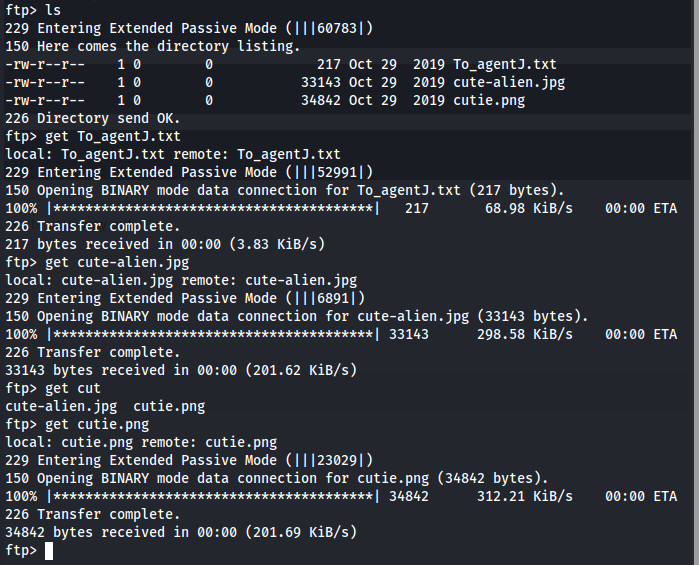 ftp> ls
229 Entering Extended Passive Mode (|||60783|)
150 Here comes the directory listing.
-rw-r--r--    1 0        0             217 Oct 29  2019 To_agentJ.txt
-rw-r--r--    1 0        0           33143 Oct 29  2019 cute-alien.jpg
-rw-r--r--    1 0        0           34842 Oct 29  2019 cutie.png
226 Directory send OK.
ftp> get To_agentJ.txt
local: To_agentJ.txt remote: To_agentJ.txt
229 Entering Extended Passive Mode (|||52991|)
150 Opening BINARY mode data connection for To_agentJ.txt (217 bytes).
100% |****************************************|   217       68.98 KiB/s    00:00 ETA
226 Transfer complete.
217 bytes received in 00:00 (3.83 KiB/s)
ftp> get cute-alien.jpg
local: cute-alien.jpg remote: cute-alien.jpg
229 Entering Extended Passive Mode (|||6891|)
150 Opening BINARY mode data connection for cute-alien.jpg (33143 bytes).
100% |****************************************| 33143      298.58 KiB/s    00:00 ETA
226 Transfer complete.
33143 bytes received in 00:00 (201.62 KiB/s)
ftp> get cut
cute-alien.jpg  cutie.png
ftp> get cutie.png
local: cutie.png remote: cutie.png
229 Entering Extended Passive Mode (|||23029|)
150 Opening BINARY mode data connection for cutie.png (34842 bytes).
100% |****************************************| 34842      312.21 KiB/s    00:00 ETA
226 Transfer complete.
34842 bytes received in 00:00 (201.69 KiB/s)
ftp>